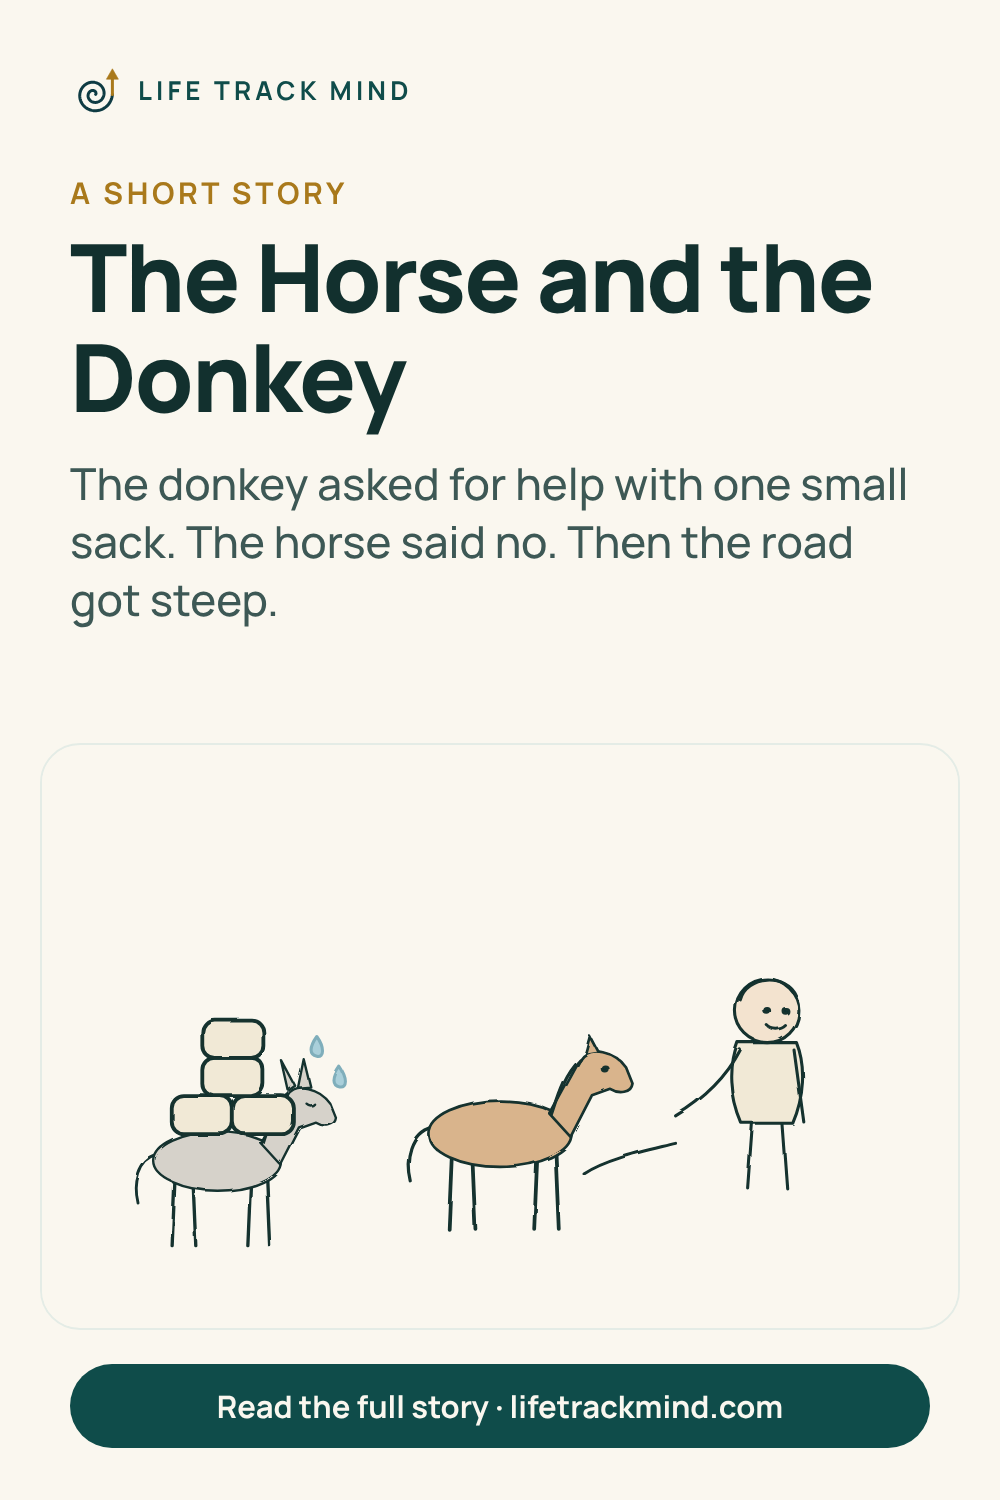 LIFE TRACK MIND
A SHORT STORY
The Horse and the
Donkey
The donkey asked for help with one small
sack. The horse said no. Then the road
got steep.
Read the full story · lifetrackmind.com